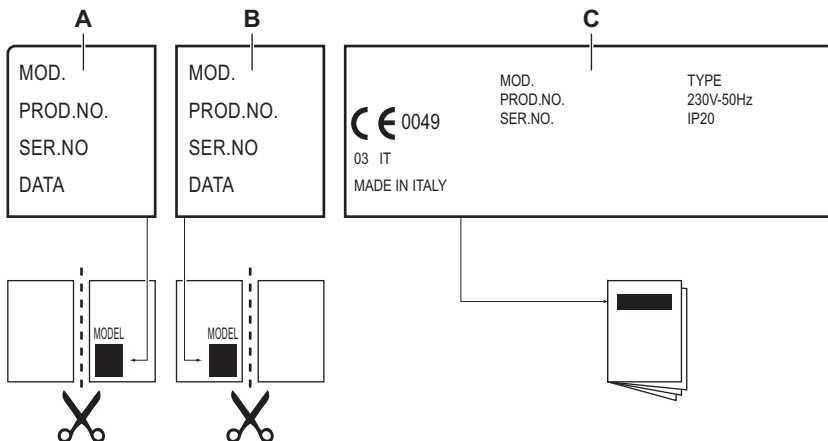 A
B
C
MOD.
PROD.NO.
SER.NO
DATA
MOD.
PROD.NO.
SER.NO
DATA
MOD.
PROD.NO.
SER.NO.
TYPE
230V-50Hz
IP20
CE 0049
03 IT
MADE IN ITALY
MODEL
MODEL